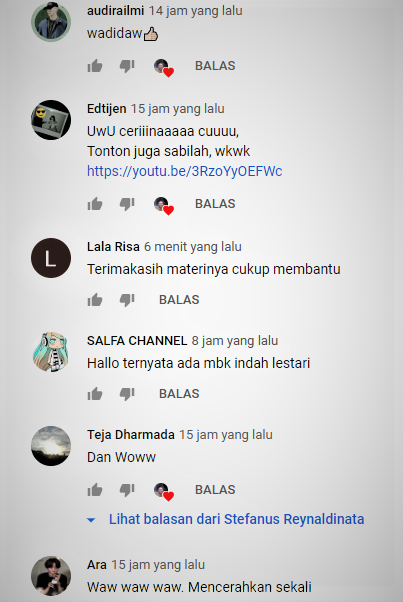 audirailmi 14 jam yang lalu
wadidaw👍🏼
BALAS
Edtijen 15 jam yang lalu
UwU ceriiinaaaaa cuuuu,
Tonton juga sabilah, wkwk
https://youtu.be/3RzoYyOEFWc
BALAS
L
Lala Risa 6 menit yang lalu
Terimakasih materinya cukup membantu
BALAS
SALFA CHANNEL 8 jam yang lalu
Hallo ternyata ada mbk indah lestari
BALAS
Teja Dharmada 15 jam yang lalu
Dan Woww
BALAS
Lihat balasan dari Stefanus Reynaldinata
Ara 15 jam yang lalu
Waw waw waw. Mencerahkan sekali